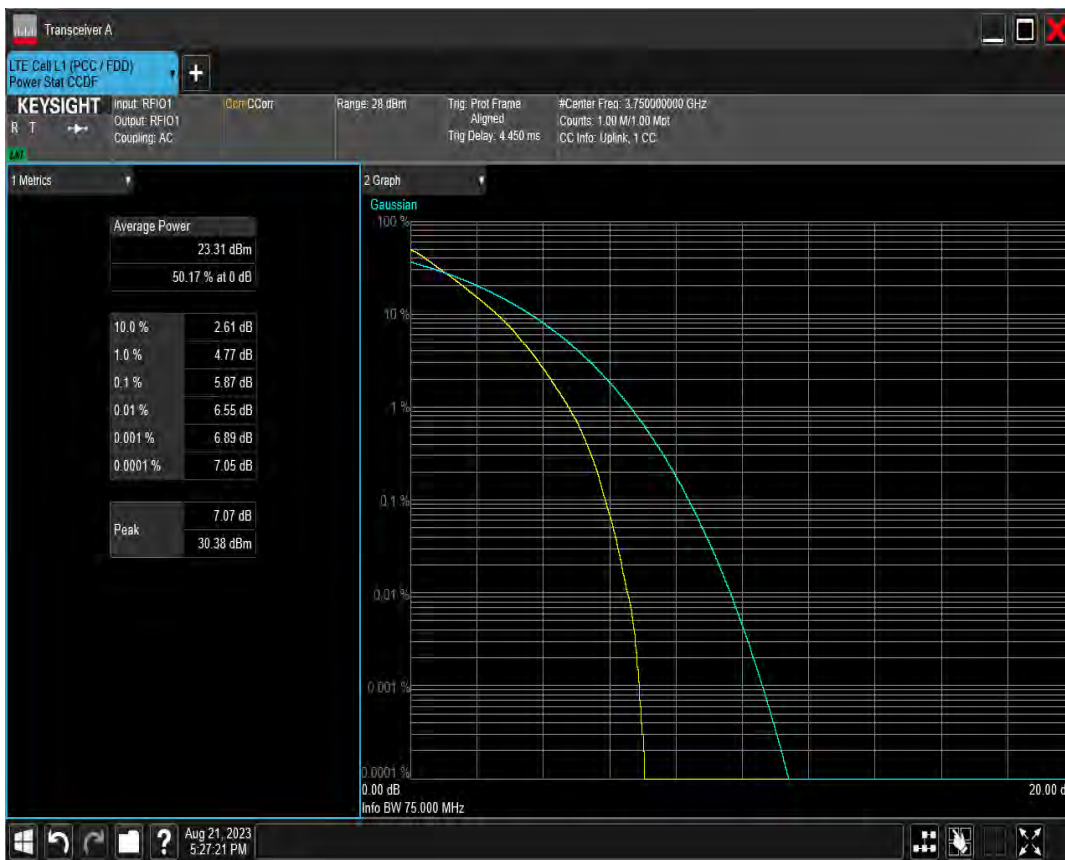 Transceiver A
LTE Cell L1 (PCC / FDD)
Power Stat CCDF
KEYSIGHT
R T
LNI
Input: RFIO1
Output: RFIO1
Coupling: AC
Corr CCorr
Range: 28 dBm
Trig: Prot Frame
Aligned
Trig Delay: 4.450 ms
#Center Freq: 3.750000000 GHz
Counts: 1.00 M/1.00 Mpt
CC Info: Uplink, 1 CC
1 Metrics
Average Power
23.31 dBm
50.17 % at 0 dB
10.0 % 2.61 dB
1.0 % 4.77 dB
0.1 % 5.87 dB
0.01 % 6.55 dB
0.001 % 6.89 dB
0.0001 % 7.05 dB
Peak
7.07 dB
30.38 dBm
2 Graph
Gaussian
100 %
10 %
1 %
0.1 %
0.01 %
0.001 %
0.0001 %
0.00 dB
20.00 d
Info BW 75.000 MHz
?
Aug 21, 2023
5:27:21 PM